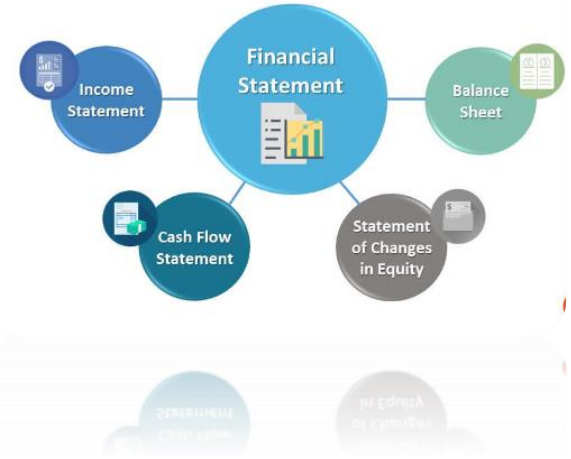 Financial
Statement
Income
Statement
Balance
Sheet
Cash Flow
Statement
Statement
of Changes
in Equity